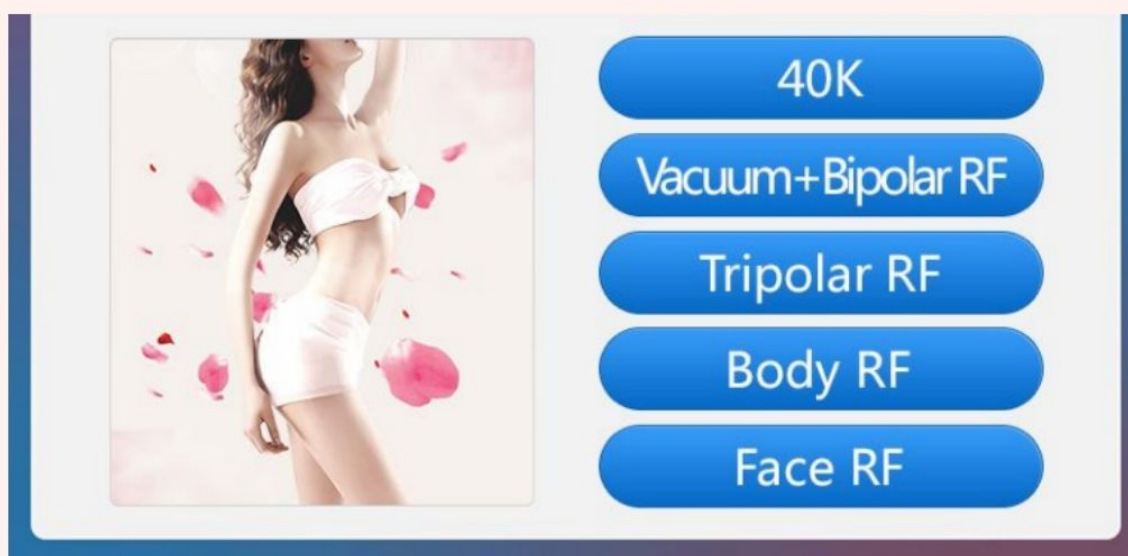 40K
Vacuum+Bipolar RF
Tripolar RF
Body RF
Face RF